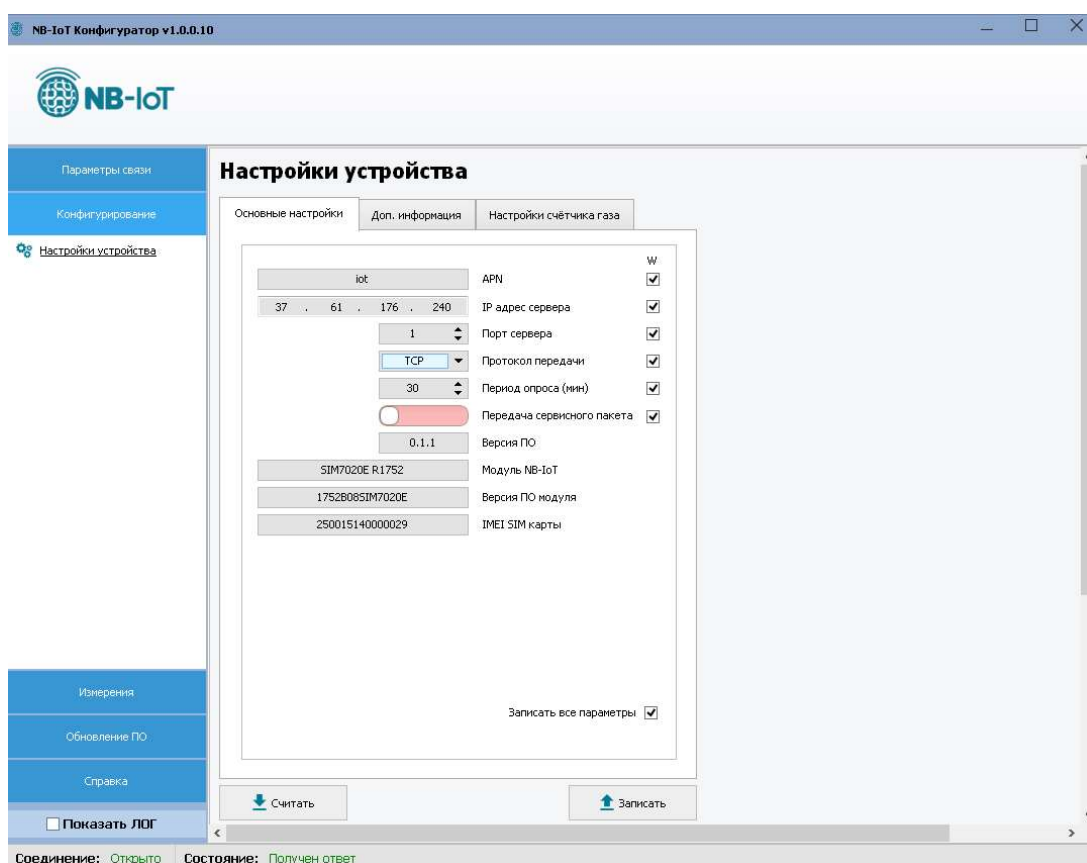 NB-IoT Конфигуратор v1.0.0.10
NB-IoT
Параметры связи
Конфигурирование
Настройки устройства
Измерения
Обновление ПО
Справка
Показать ЛОГ
Настройки устройства
Основные настройки Доп. информация Настройки счётчика газа
W
iot APN
37 . 61 . 176 . 240 IP адрес сервера
1 Порт сервера
TCP Протокол передачи
30 Период опроса (мин)
Передача сервисного пакета
0.1.1 Версия ПО
SIM7020E R1752 Модуль NB-IoT
1752B08SIM7020E Версия ПО модуля
250015140000029 IMEI SIM карты
Записать все параметры
Считать Записать
Соединение: Открыто Состояние: Получен ответ